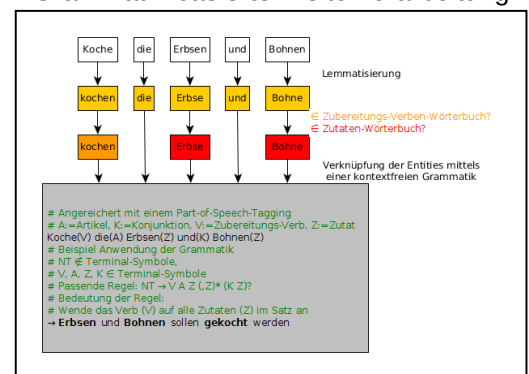 Koche die Erbsen und Bohnen
Lemmatisierung
kochen die Erbse und Bohne
∈ Zubereitungs-Verben-Wörterbuch?
∈ Zutaten-Wörterbuch?
kochen Erbse Bohne
Verknüpfung der Entities mittels
einer kontextfreien Grammatik
# Angereichert mit einem Part-of-Speech-Tagging
# A:=Artikel, K:=Konjunktion, V:=Zubereitungs-Verb, Z:=Zutat
Koche(V) die(A) Erbsen(Z) und(K) Bohnen(Z)
# Beispiel Anwendung der Grammatik
# NT ∉ Terminal-Symbole,
# V, A, Z, K ∈ Terminal-Symbole
# Passende Regel: NT → V A Z (,Z)* (K Z)?
# Bedeutung der Regel:
# Wende das Verb (V) auf alle Zutaten (Z) im Satz an
→ Erbsen und Bohnen sollen gekocht werden